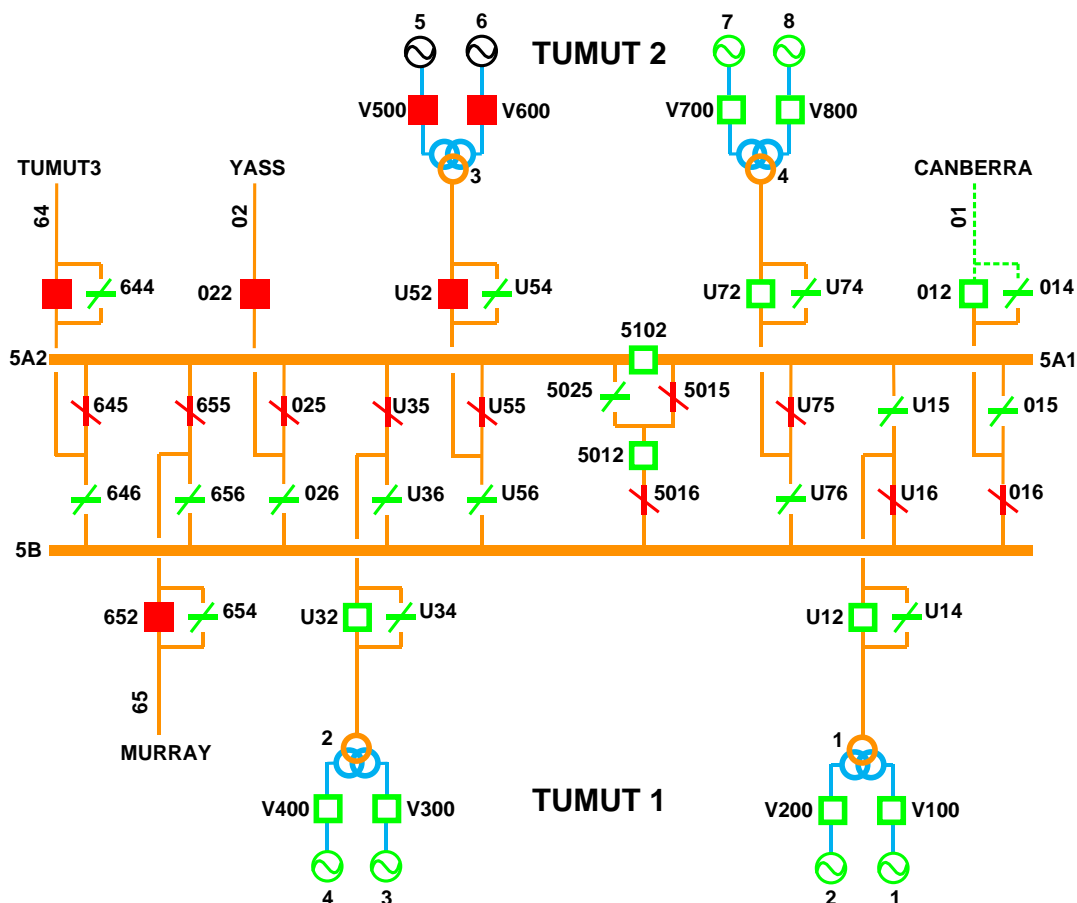 5 6 7 8
TUMUT 2
V500 V600 V700 V800
3 4
TUMUT3 YASS CANBERRA
64 02 01
644 022 U52 U54 U72 U74 012 014
5102
5A2 5A1
645 655 025 U35 U55 5025 5015 U75 U15 015
5012
646 656 026 U36 U56 5016 U76 U16 016
5B
652 654 U32 U34 U12 U14
65
MURRAY
2 1
V400 V300 TUMUT 1 V200 V100
4 3 2 1